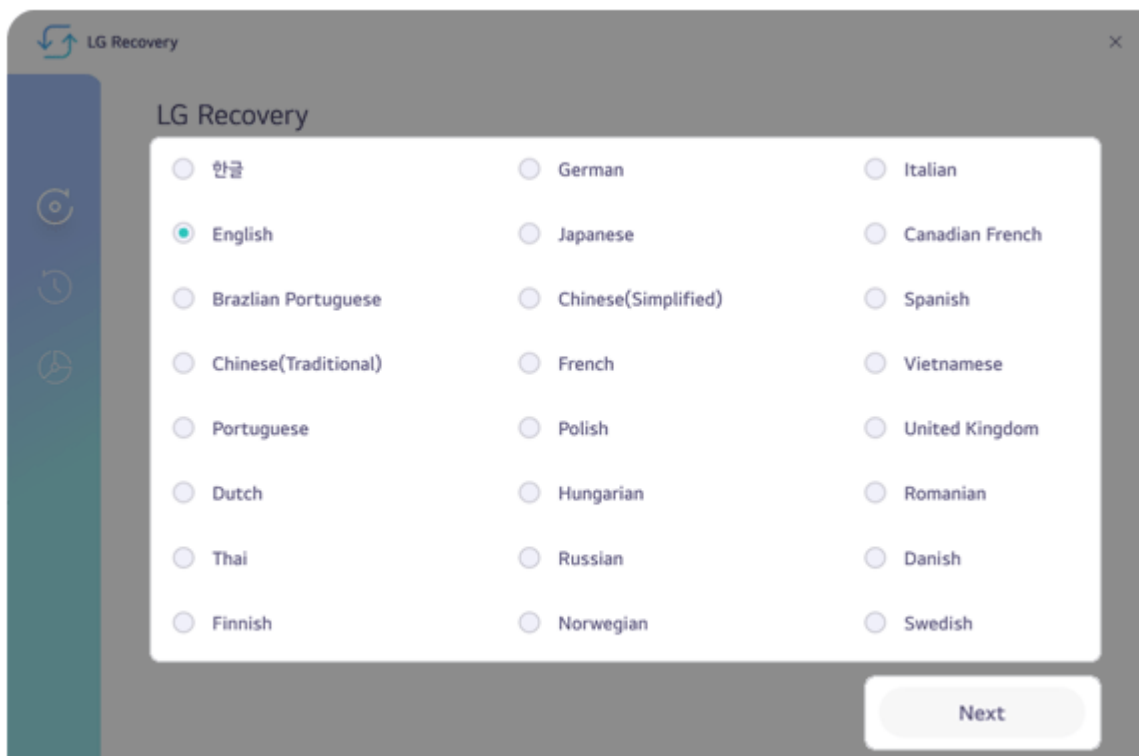 LG Recovery
LG Recovery
한글 German Italian
English Japanese Canadian French
Brazlian Portuguese Chinese(Simplified) Spanish
Chinese(Traditional) French Vietnamese
Portuguese Polish United Kingdom
Dutch Hungarian Romanian
Thai Russian Danish
Finnish Norwegian Swedish
Next